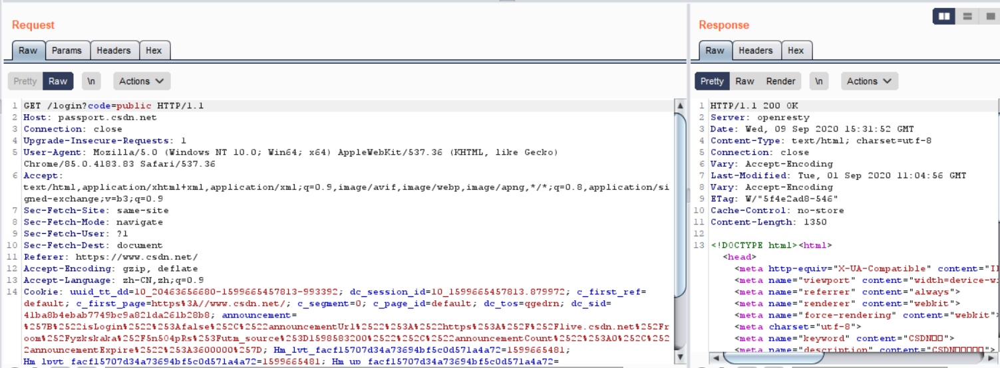 Request
Raw Params Headers Hex
Pretty Raw \n Actions
1 GET /login?code=public HTTP/1.1
2 Host: passport.csdn.net
3 Connection: close
4 Upgrade-Insecure-Requests: 1
5 User-Agent: Mozilla/5.0 (Windows NT 10.0; Win64; x64) AppleWebKit/537.36 (KHTML, like Gecko)
Chrome/85.0.4183.83 Safari/537.36
6 Accept:
text/html,application/xhtml+xml,application/xml;q=0.9,image/avif,image/webp,image/apng,*/*;q=0.8,application/si
gned-exchange;v=b3;q=0.9
7 Sec-Fetch-Site: same-site
8 Sec-Fetch-Mode: navigate
9 Sec-Fetch-User: ?1
10 Sec-Fetch-Dest: document
11 Referer: https://www.csdn.net/
12 Accept-Encoding: gzip, deflate
13 Accept-Language: zh-CN,zh;q=0.9
14 Cookie: uuid_tt_dd=10_20463656680-1599665457813-993392; dc_session_id=10_1599665457813.879972; c_first_ref=
default; c_first_page=https%3A//www.csdn.net/; c_segment=0; c_page_id=default; dc_tos=qgedrn; dc_sid=
41ba8b4ebab7749bc9a821da261b28b8; announcement=
%257B%2522isLogin%2522%253Afalse%252C%2522announcementUrl%2522%253A%2522https%253A%252F%252Flive.csdn.net%252Fr
oom%252Fyzkskaka%252F5n504pRs%253Futm_source%253D1598583200%2522%252C%2522announcementCount%2522%253A0%252C%252
2announcementExpire%2522%253A3600000%257D; Hm_lvt_facf15707d34a73694bf5c0d571a4a72=1599665481;
Hm_lpvt_facf15707d34a73694bf5c0d571a4a72=1599665481; Hm_up_facf15707d34a73694bf5c0d571a4a72=
Response
Raw Headers Hex
Pretty Raw Render \n Actions
1 HTTP/1.1 200 OK
2 Server: openresty
3 Date: Wed, 09 Sep 2020 15:31:52 GMT
4 Content-Type: text/html; charset=utf-8
5 Connection: close
6 Vary: Accept-Encoding
7 Last-Modified: Tue, 01 Sep 2020 11:04:56 GMT
8 Vary: Accept-Encoding
9 ETag: W/"5f4e2ad8-546"
10 Cache-Control: no-store
11 Content-Length: 1350
12
13 <!DOCTYPE html><html>
<head>
<meta http-equiv="X-UA-Compatible" content="I
<meta name="viewport" content="width=device-w
<meta name="referrer" content="always">
<meta name="renderer" content="webkit">
<meta name="force-rendering" content="webkit">
<meta charset="utf-8">
<meta name="keyword" content="CSDN□□">
<meta name="description" content="CSDN□□□□□">